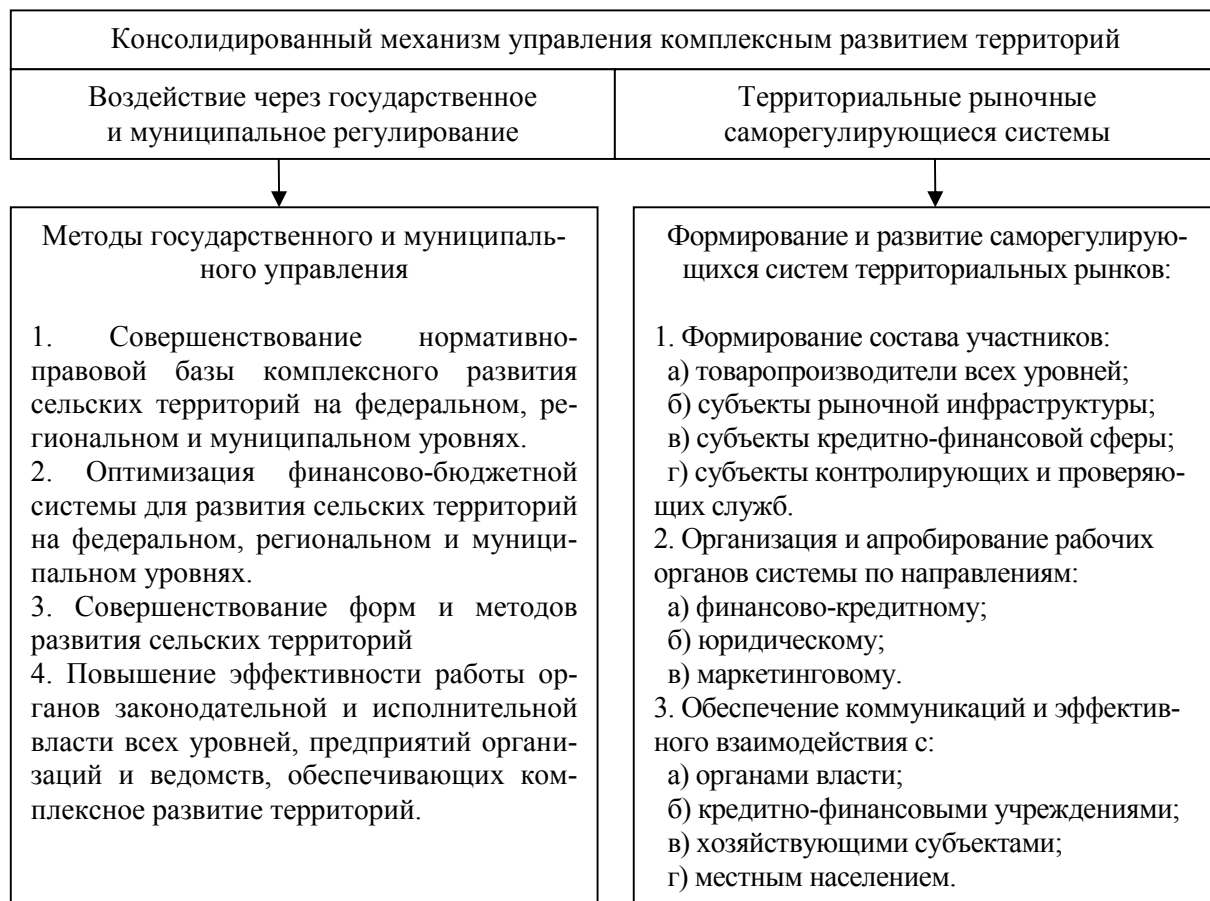 Консолидированный механизм управления комплексным развитием территорий
Воздействие через государственное
и муниципальное регулирование
Территориальные рыночные
саморегулирующиеся системы
Методы государственного и муниципаль-
ного управления
1. Совершенствование нормативно-
правовой базы комплексного развития
сельских территорий на федеральном, ре-
гиональном и муниципальном уровнях.
2. Оптимизация финансово-бюджетной
системы для развития сельских территорий
на федеральном, региональном и муници-
пальном уровнях.
3. Совершенствование форм и методов
развития сельских территорий
4. Повышение эффективности работы ор-
ганов законодательной и исполнительной
власти всех уровней, предприятий органи-
заций и ведомств, обеспечивающих ком-
плексное развитие территорий.
Формирование и развитие саморегулирую-
щихся систем территориальных рынков:
1. Формирование состава участников:
а) товаропроизводители всех уровней;
б) субъекты рыночной инфраструктуры;
в) субъекты кредитно-финансовой сферы;
г) субъекты контролирующих и проверяю-
щих служб.
2. Организация и апробирование рабочих
органов системы по направлениям:
а) финансово-кредитному;
б) юридическому;
в) маркетинговому.
3. Обеспечение коммуникаций и эффектив-
ного взаимодействия с:
а) органами власти;
б) кредитно-финансовыми учреждениями;
в) хозяйствующими субъектами;
г) местным населением.